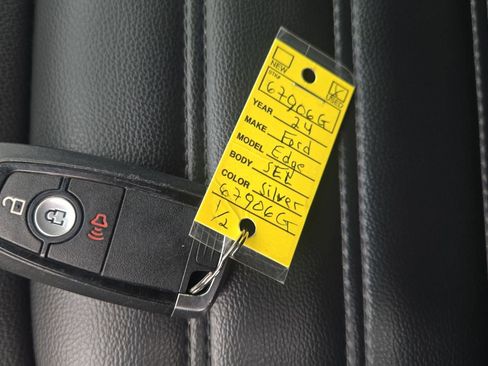 NEW
USED
STK#
67906G
YEAR 24
MAKE Ford
MODEL Edge
BODY SEL
COLOR Silver
67906G
1/2